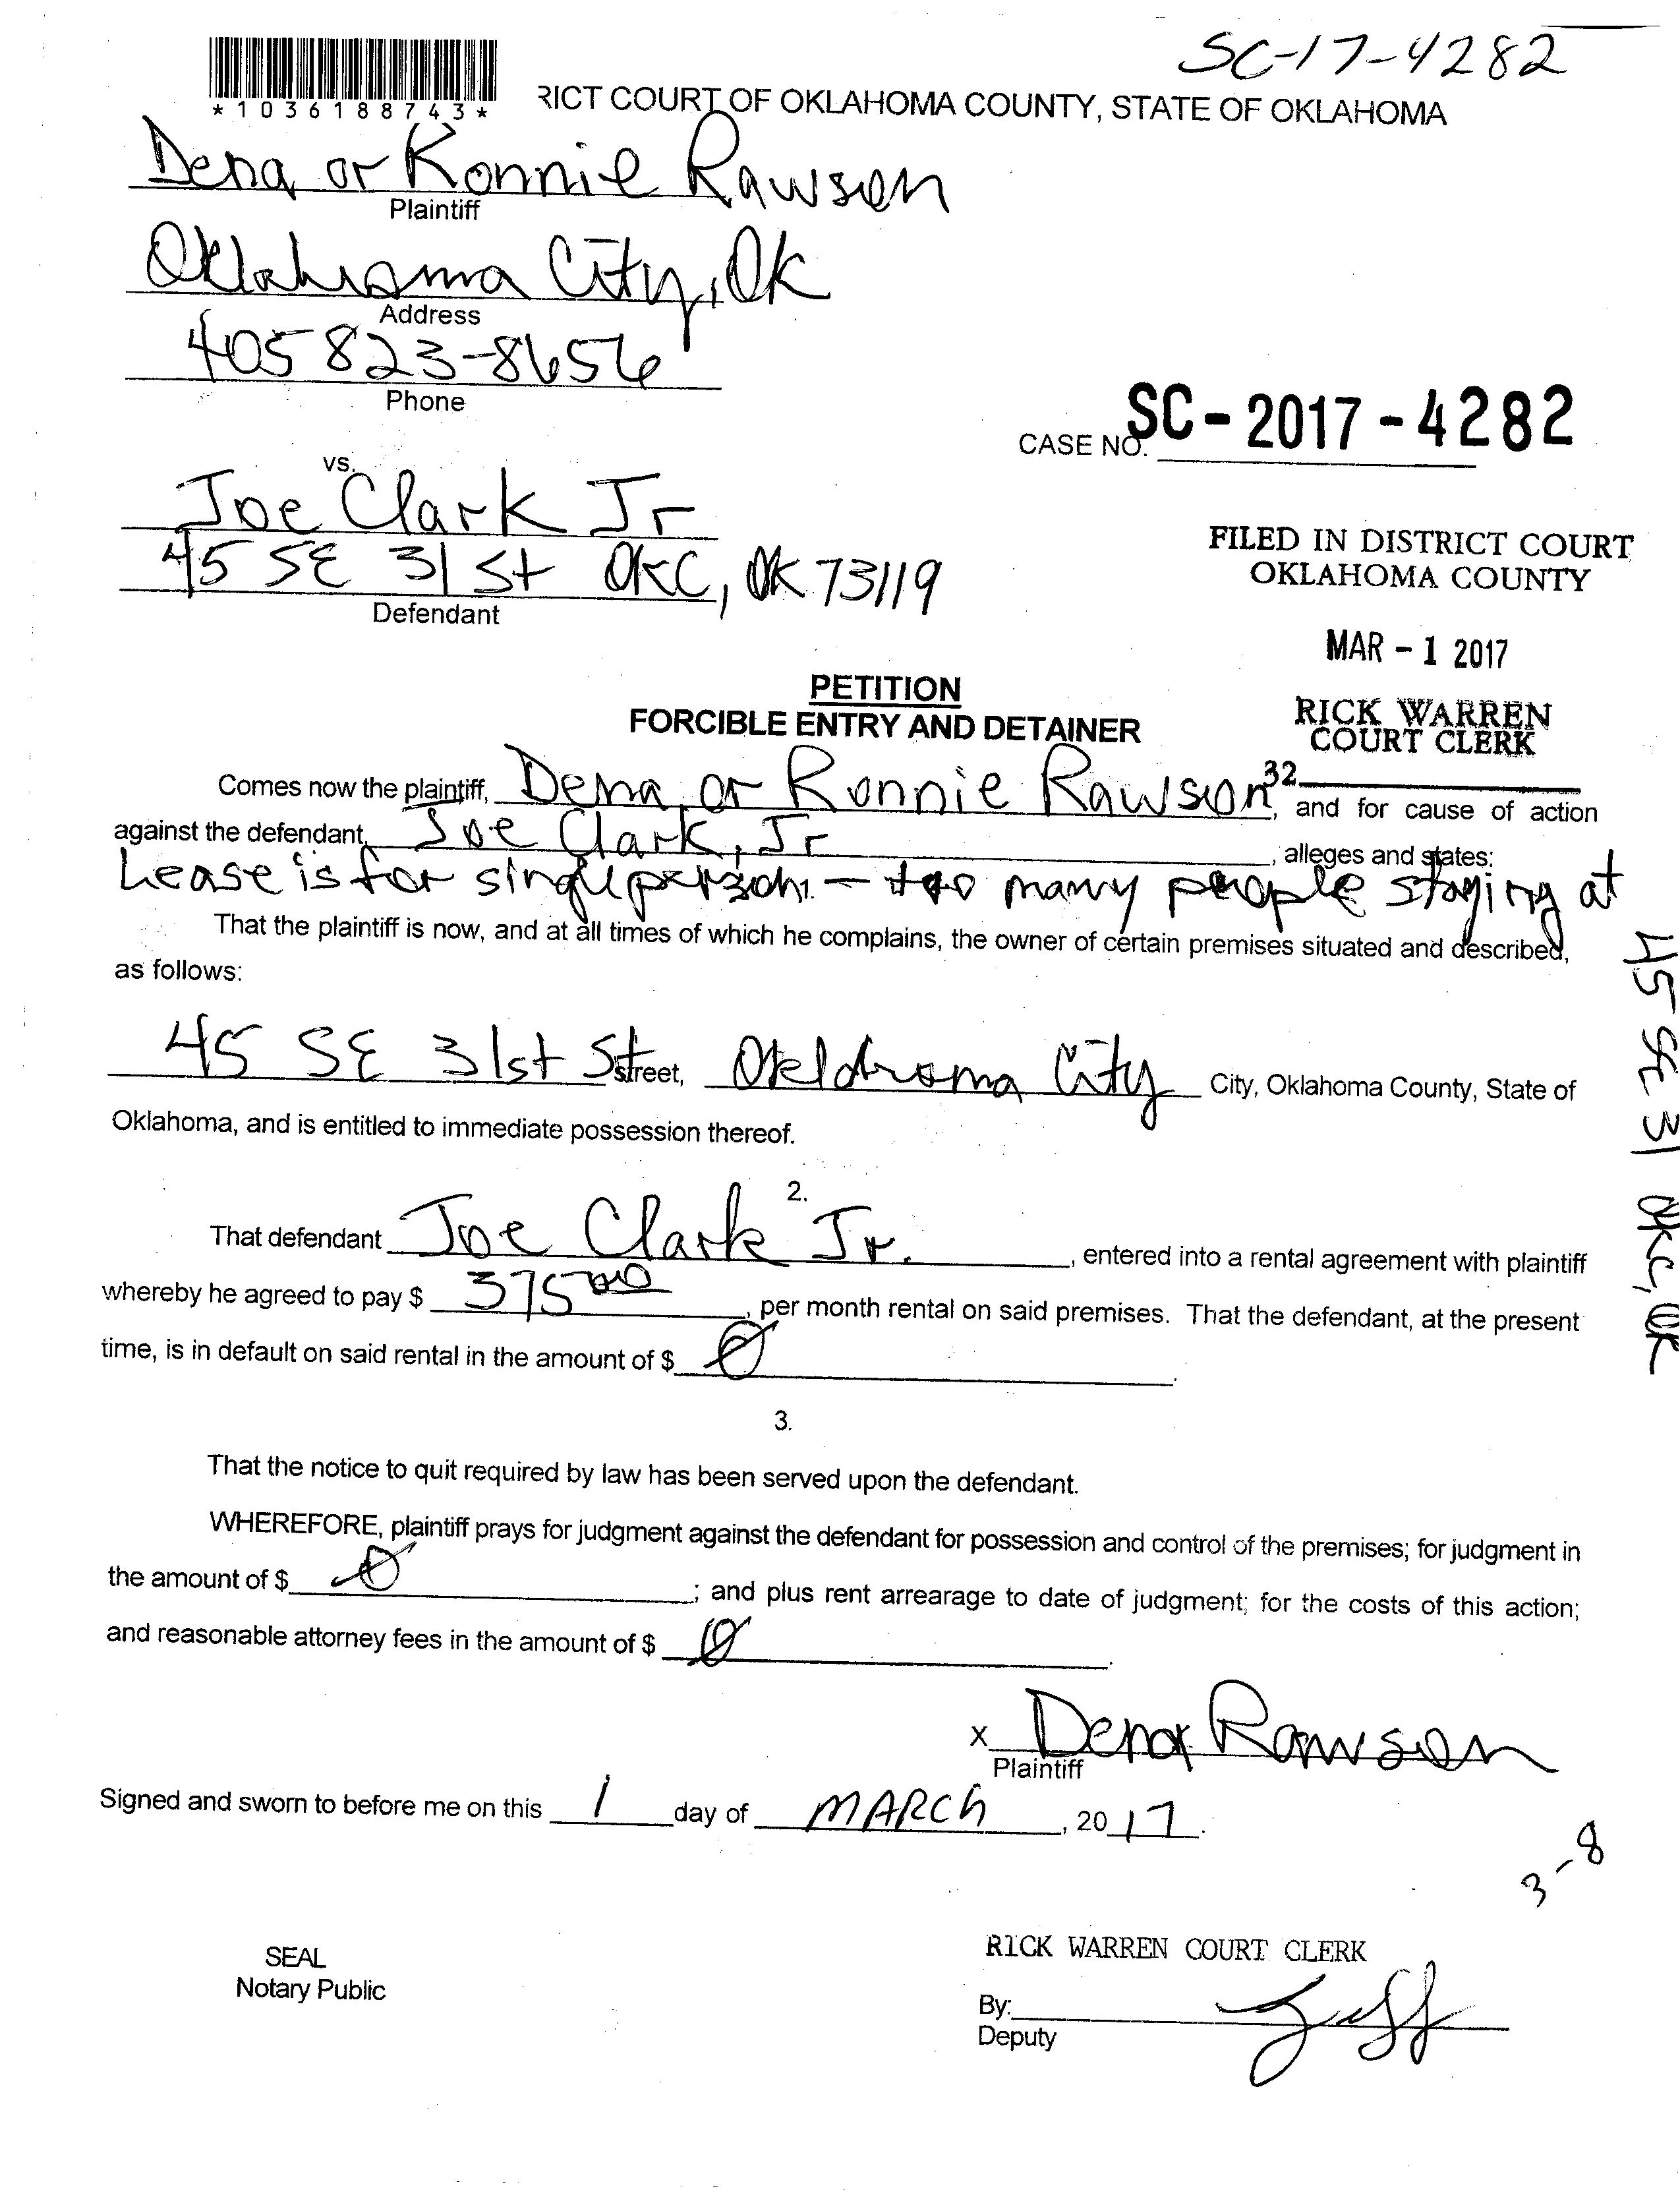 SC-17-4282
*1036188743*
RICT COURT OF OKLAHOMA COUNTY, STATE OF OKLAHOMA
Dena or Ronnie Rawson
Plaintiff
Oklahoma City, OK
Address
405 823-8656
Phone
CASE NO. SC-2017-4282
vs.
Joe Clark Jr
45 SE 31 St OKC, OK 73119
Defendant
FILED IN DISTRICT COURT
OKLAHOMA COUNTY
MAR - 1 2017
RICK WARREN
COURT CLERK
32
PETITION
FORCIBLE ENTRY AND DETAINER
Comes now the plaintiff, Dena or Ronnie Rawson, and for cause of action
against the defendant, Joe Clark, Jr, alleges and states:
Lease is for single person - too many people staying at
45 SE 31 OKC, OK
That the plaintiff is now, and at all times of which he complains, the owner of certain premises situated and described,
as follows:
45 SE 31st St street, Oklahoma City City, Oklahoma County, State of
Oklahoma, and is entitled to immediate possession thereof.
2.
That defendant Joe Clark Jr., entered into a rental agreement with plaintiff
whereby he agreed to pay $ 375 00, per month rental on said premises. That the defendant, at the present
time, is in default on said rental in the amount of $ 0.
3.
That the notice to quit required by law has been served upon the defendant.
WHEREFORE, plaintiff prays for judgment against the defendant for possession and control of the premises; for judgment in
the amount of $ 0; and plus rent arrearage to date of judgment; for the costs of this action;
and reasonable attorney fees in the amount of $ 0.
X Dena Rawson
Plaintiff
Signed and sworn to before me on this 1 day of MARCH, 2017.
3-8
SEAL
Notary Public
RICK WARREN COURT CLERK
By:
Deputy